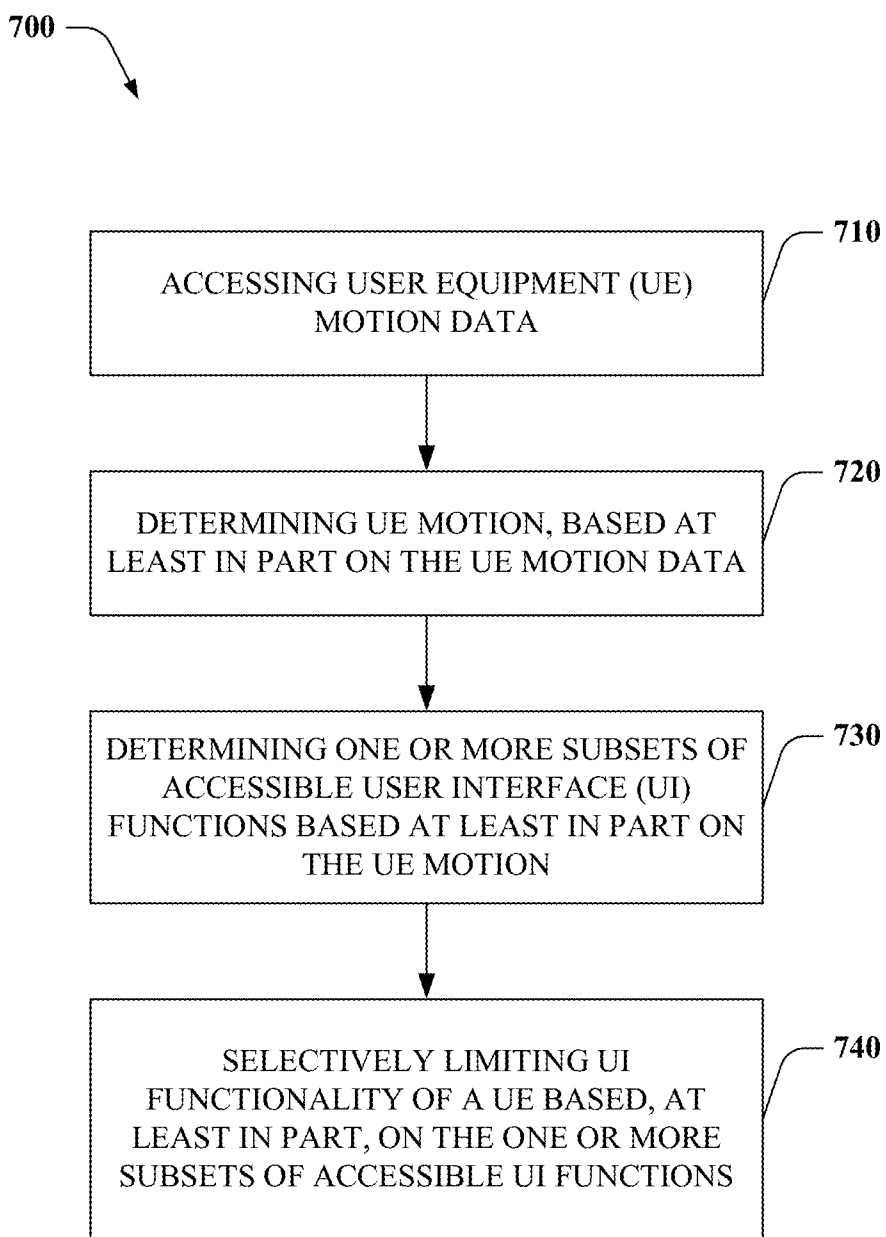 700
710
ACCESSING USER EQUIPMENT (UE)
MOTION DATA
720
DETERMINING UE MOTION, BASED AT
LEAST IN PART ON THE UE MOTION DATA
730
DETERMINING ONE OR MORE SUBSETS OF
ACCESSIBLE USER INTERFACE (UI)
FUNCTIONS BASED AT LEAST IN PART ON
THE UE MOTION
740
SELECTIVELY LIMITING UI
FUNCTIONALITY OF A UE BASED, AT
LEAST IN PART, ON THE ONE OR MORE
SUBSETS OF ACCESSIBLE UI FUNCTIONS